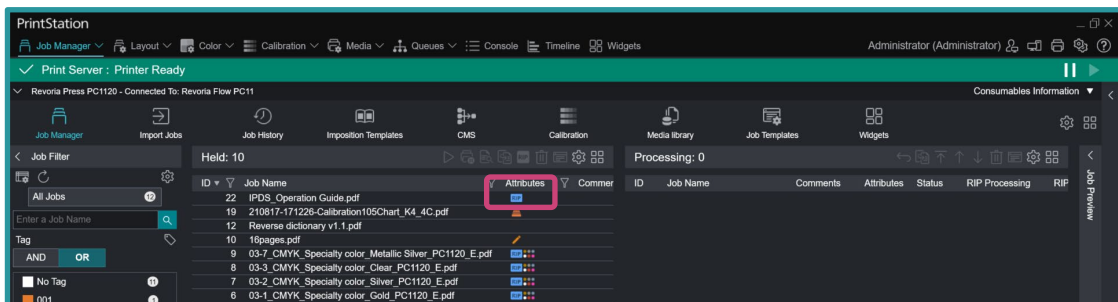 PrintStation
Job Manager Layout Color Calibration Media Queues Console Timeline Widgets Administrator (Administrator)
Print Server : Printer Ready
Revoria Press PC1120 - Connected To: Revoria Flow PC11 Consumables Information
Job Manager Import Jobs Job History Imposition Templates CMS Calibration Media library Job Templates Widgets
Job Filter Held: 10 Processing: 0
Job Preview
All Jobs 12
ID Job Name Attributes Commer ID Job Name Comments Attributes Status RIP Processing RIP
22 IPDS_Operation Guide.pdf RIP
Enter a Job Name 19 210817-171226-Calibration105Chart_K4_4C.pdf
12 Reverse dictionary v1.1.pdf
Tag 10 16pages.pdf
AND OR 9 03-7_CMYK_Specialty color_Metallic Silver_PC1120_E.pdf RIP
8 03-3_CMYK_Specialty color_Clear_PC1120_E.pdf RIP
No Tag 11 7 03-2_CMYK_Specialty color_Silver_PC1120_E.pdf RIP
001 1 6 03-1_CMYK_Specialty color_Gold_PC1120_E.pdf RIP